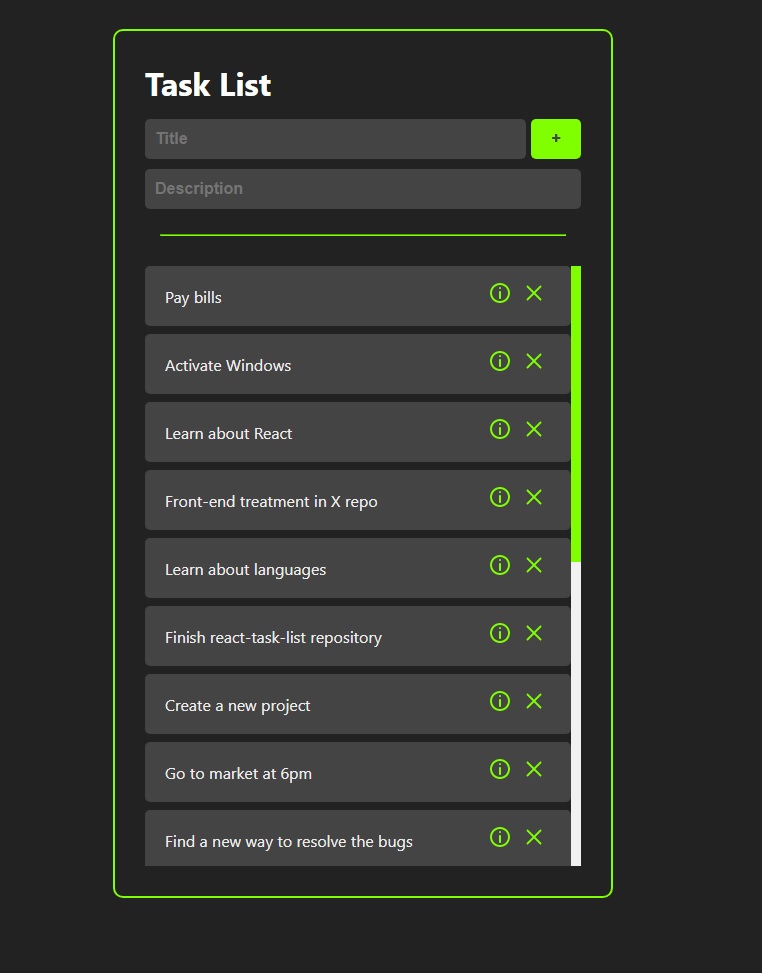 Task List
Title
+
Description
Pay bills
Activate Windows
Learn about React
Front-end treatment in X repo
Learn about languages
Finish react-task-list repository
Create a new project
Go to market at 6pm
Find a new way to resolve the bugs